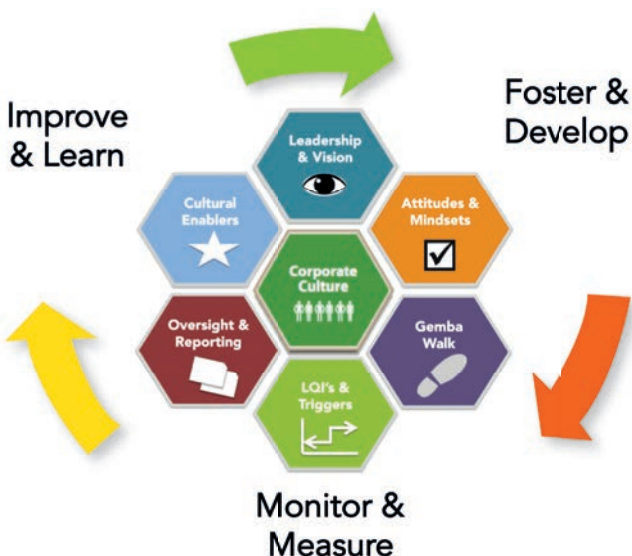 Improve
& Learn
Foster &
Develop
Leadership
& Vision
Cultural
Enablers
Attitudes &
Mindsets
Corporate
Culture
Oversight &
Reporting
Gemba
Walk
LQI's &
Triggers
Monitor &
Measure